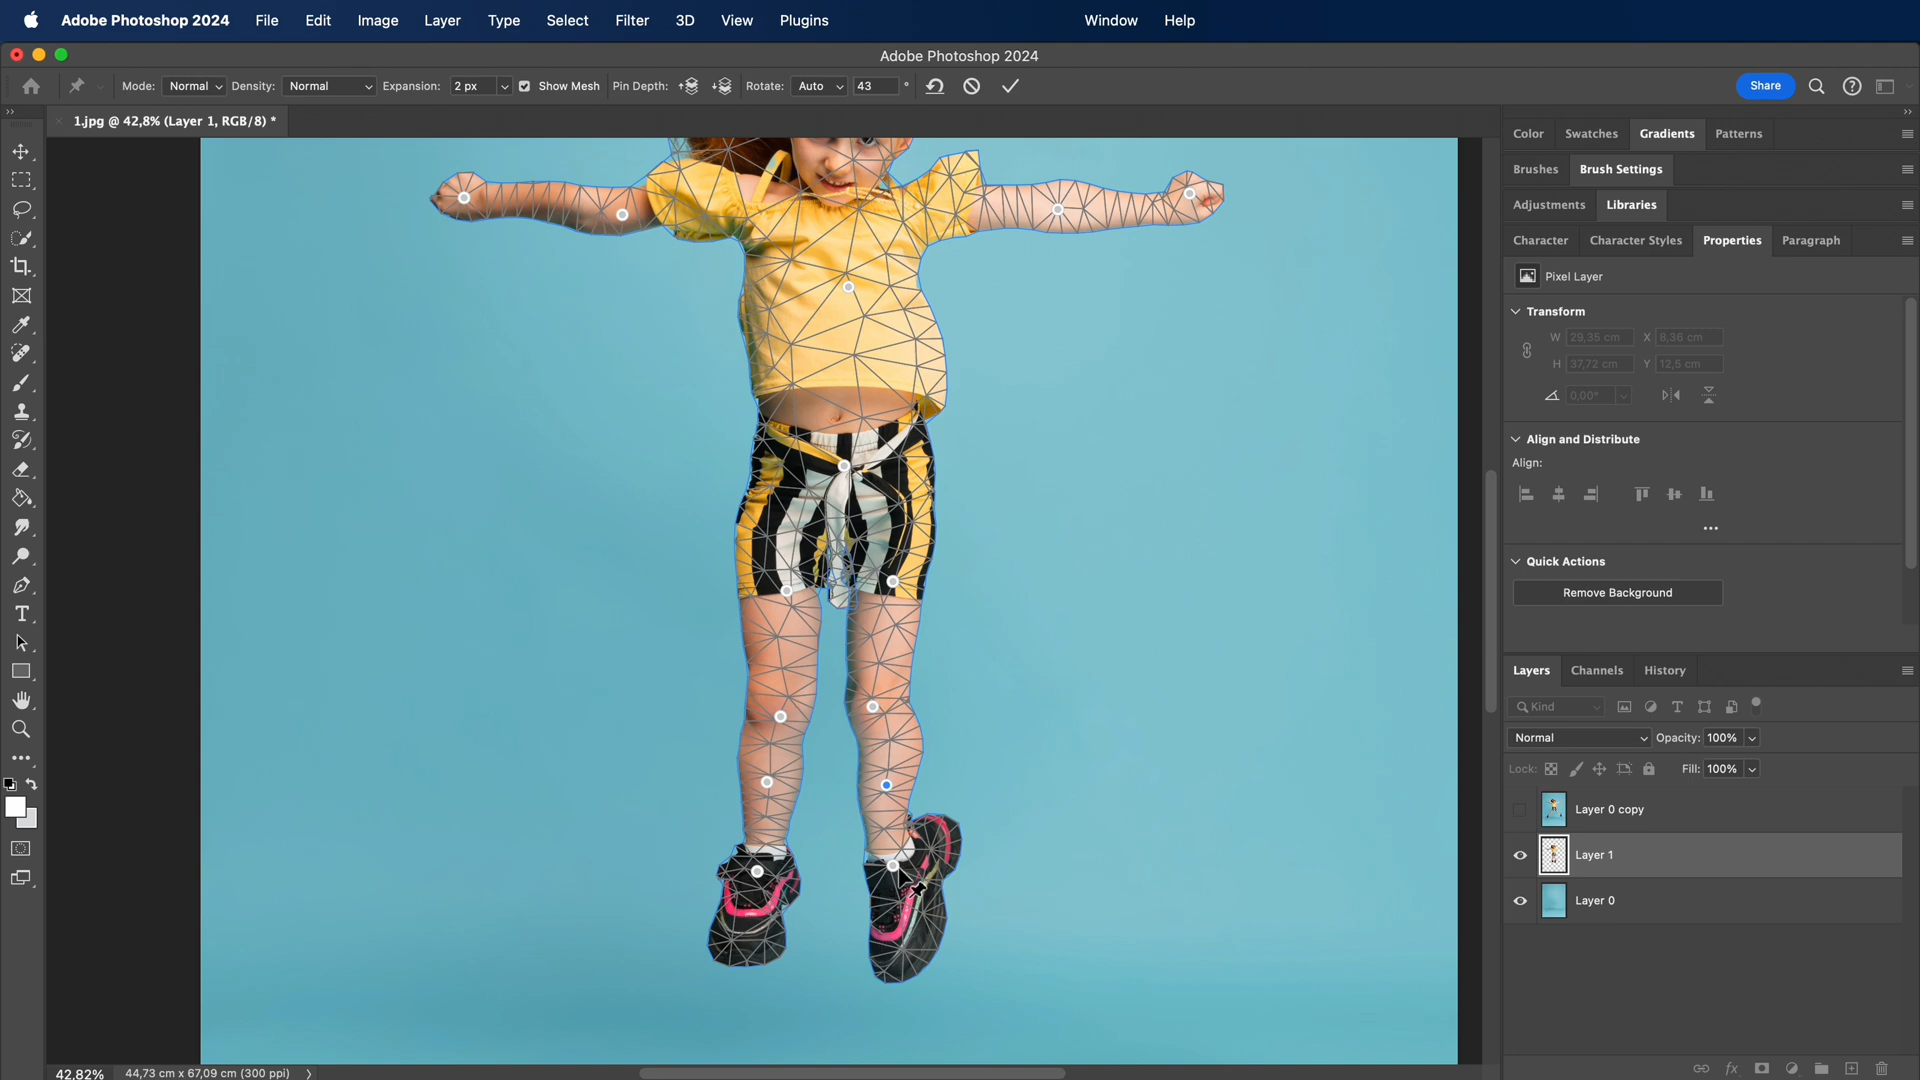 Adobe Photoshop 2024 File Edit Image Layer Type Select Filter 3D View Plugins Window Help
Adobe Photoshop 2024
Mode: Normal Density: Normal Expansion: 2 px Show Mesh Pin Depth: Rotate: Auto 43 ° Share
1.jpg @ 42,8% (Layer 1, RGB/8) *
Color Swatches Gradients Patterns
Brushes Brush Settings
Adjustments Libraries
Character Character Styles Properties Paragraph
Pixel Layer
Transform
W 29,35 cm X 8,36 cm
H 37,72 cm Y 12,5 cm
0,00°
Align and Distribute
Align:
Quick Actions
Remove Background
Layers Channels History
Kind
Normal Opacity: 100%
Lock: Fill: 100%
Layer 0 copy
Layer 1
Layer 0
42,82% 44,73 cm x 67,09 cm (300 ppi)